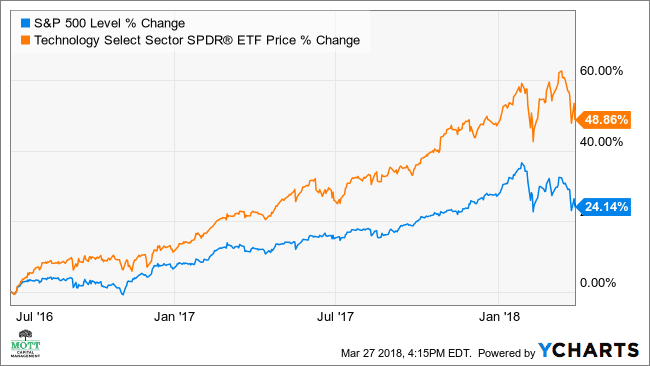 S&P 500 Level % Change
Technology Select Sector SPDR® ETF Price % Change
60.00%
48.86%
40.00%
24.14%
0.00%
Jul '16 Jan '17 Jul '17 Jan '18
MOTT
CAPITAL
MANAGEMENT
Mar 27 2018, 4:15PM EDT. Powered by YCHARTS